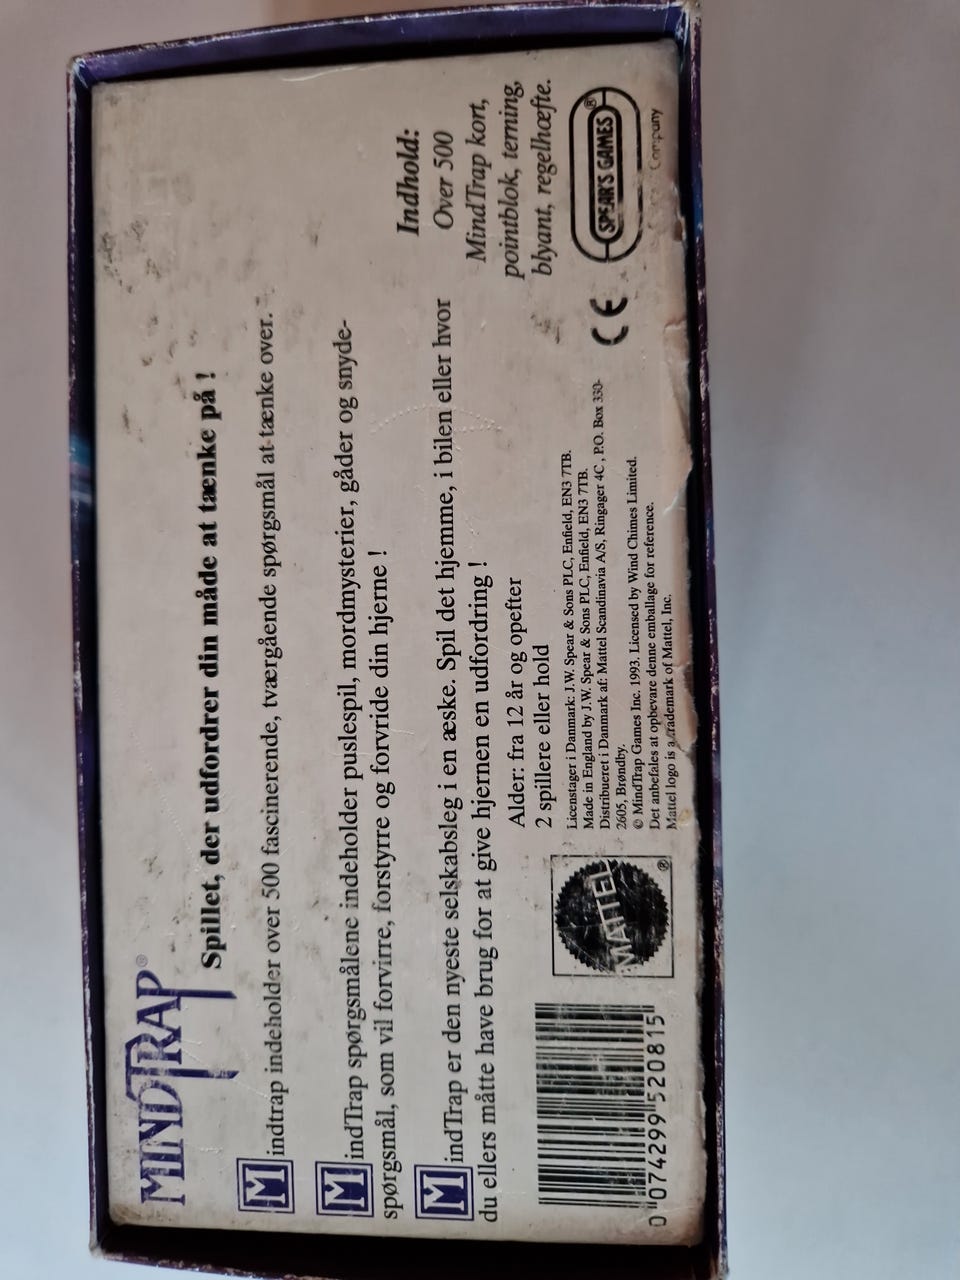 MINDTRAP®
Spillet, der udfordrer din måde at tænke på !
Mindtrap indeholder over 500 fascinerende, tværgående spørgsmål at tænke over.
MindTrap spørgsmålene indeholder puslespil, mordmysterier, gåder og snyde-
spørgsmål, som vil forvirre, forstyrre og forvride din hjerne !
MindTrap er den nyeste selskabsleg i en æske. Spil det hjemme, i bilen eller hvor
du ellers måtte have brug for at give hjernen en udfordring !
Alder: fra 12 år og opefter
2 spillere eller hold
Indhold:
Over 500
MindTrap kort,
pointblok, terning,
blyant, regelhæfte.
Licenstager i Danmark: J.W. Spear & Sons PLC, Enfield, EN3 7TB.
Made in England by J.W. Spear & Sons PLC, Enfield, EN3 7TB.
Distribueret i Danmark af: Mattel Scandinavia A/S, Ringager 4C , P.O. Box 330-
2605, Brøndby.
© MindTrap Games Inc. 1993. Licensed by Wind Chimes Limited.
Det anbefales at opbevare denne emballage for reference.
Mattel logo is a trademark of Mattel, Inc.
0 074299 520815
MATTEL
®
CE
SPEAR'S GAMES
®
Company